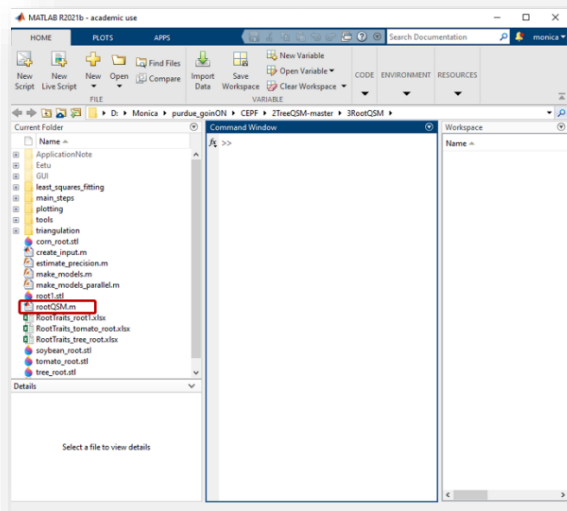 MATLAB R2021b - academic use
HOME PLOTS APPS Search Documentation monica
New Script New Live Script New Open Find Files Compare Import Data Save Workspace New Variable Open Variable Clear Workspace CODE ENVIRONMENT RESOURCES
FILE VARIABLE
D: Monica purdue_goinON CEPF 2TreeQSM-master 3RootQSM
Current Folder Command Window Workspace
Name fx >> Name
ApplicationNote
Eetu
GUI
least_squares_fitting
main_steps
plotting
tools
triangulation
corn_root.stl
create_input.m
estimate_precision.m
make_models.m
make_models_parallel.m
root1.stl
rootQSM.m
RootTraits_root1.xlsx
RootTraits_tomato_root.xlsx
RootTraits_tree_root.xlsx
soybean_root.stl
tomato_root.stl
tree_root.stl
Details
Select a file to view details